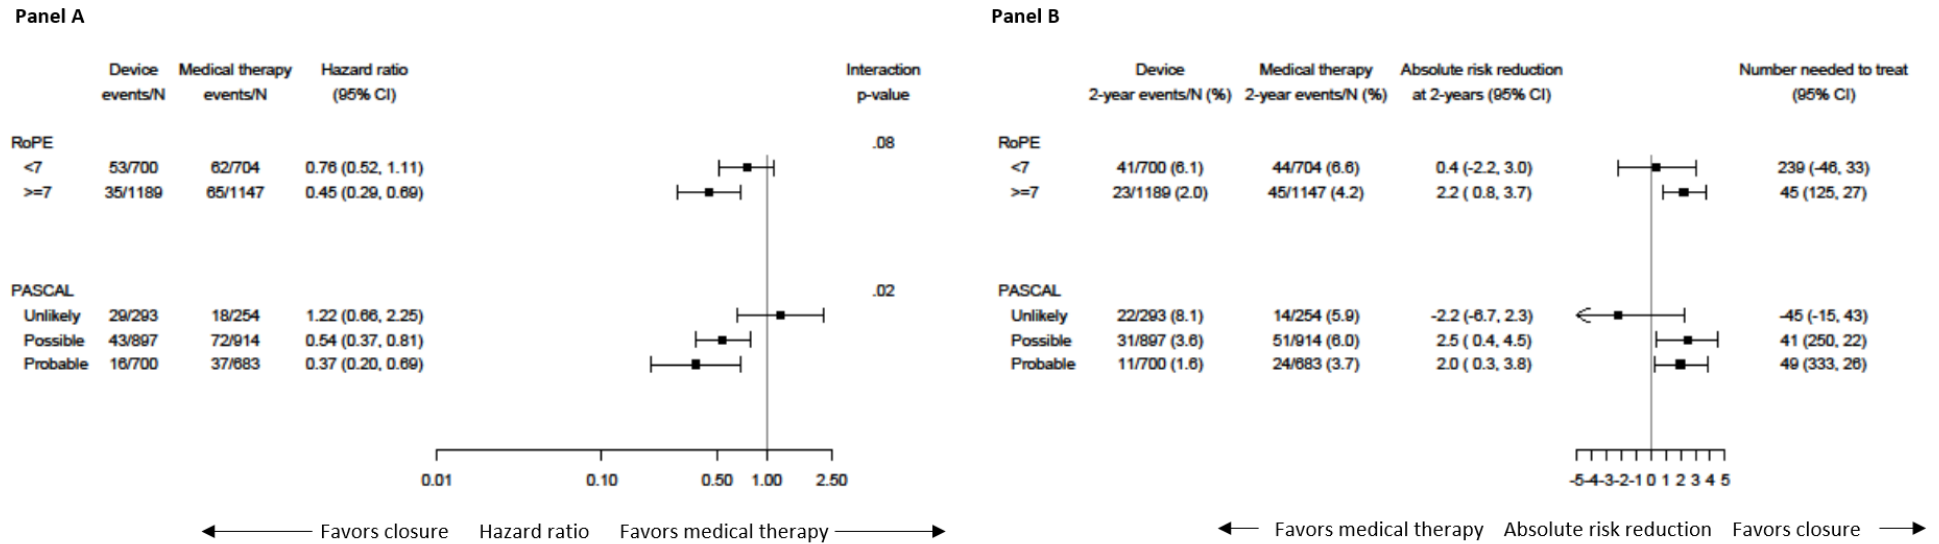 Panel A
Device Medical therapy Hazard ratio Interaction
events/N events/N (95% CI) p-value
RoPE .08
<7 53/700 62/704 0.76 (0.52, 1.11)
>=7 35/1189 65/1147 0.45 (0.29, 0.69)
PASCAL .02
Unlikely 29/293 18/254 1.22 (0.66, 2.25)
Possible 43/897 72/914 0.54 (0.37, 0.81)
Probable 16/700 37/683 0.37 (0.20, 0.69)
0.01 0.10 0.50 1.00 2.50
Favors closure Hazard ratio Favors medical therapy
Panel B
Device Medical therapy Absolute risk reduction Number needed to treat
2-year events/N (%) 2-year events/N (%) at 2-years (95% CI) (95% CI)
RoPE
<7 41/700 (6.1) 44/704 (6.6) 0.4 (-2.2, 3.0) 239 (-46, 33)
>=7 23/1189 (2.0) 45/1147 (4.2) 2.2 ( 0.8, 3.7) 45 (125, 27)
PASCAL
Unlikely 22/293 (8.1) 14/254 (5.9) -2.2 (-6.7, 2.3) -45 (-15, 43)
Possible 31/897 (3.6) 51/914 (6.0) 2.5 ( 0.4, 4.5) 41 (250, 22)
Probable 11/700 (1.6) 24/683 (3.7) 2.0 ( 0.3, 3.8) 49 (333, 26)
-5 -4 -3 -2 -1 0 1 2 3 4 5
Favors medical therapy Absolute risk reduction Favors closure